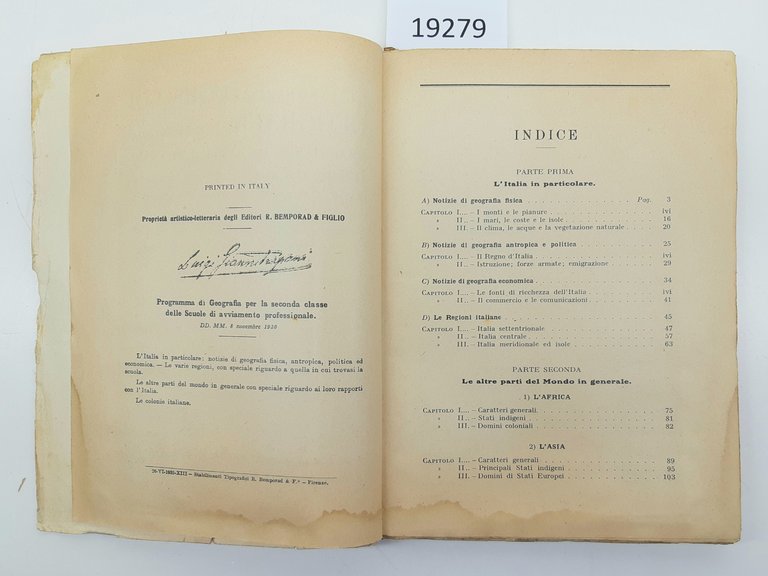 19279
PRINTED IN ITALY
Proprietà artistico-letteraria degli Editori R. BEMPORAD & FIGLIO
Luigi Giannitrapani
Programma di Geografia per la seconda classe
delle Scuole di avviamento professionale.
DD. MM. 8 novembre 1930
L'Italia in particolare: notizie di geografia fisica, antropica, politica ed
economica. — Le varie regioni, con speciale riguardo a quella in cui trovasi la
scuola.
Le altre parti del mondo in generale con speciale riguardo ai loro rapporti
con l'Italia.
Le colonie italiane.
-VI-1935-XIII - Stabilimenti Tipografici R. Bemporad & F.º - Firenze.
INDICE
PARTE PRIMA
L'Italia in particolare.
A) Notizie di geografia fisica . . . . . . . . . . . . Pag. 3
CAPITOLO I.... - I monti e le pianure . . . . . . . . . . . . ivi
» II.. - I mari, le coste e le isole . . . . . . . . . . . . 16
» III. - Il clima, le acque e la vegetazione naturale . . . . 20
B) Notizie di geografia antropica e politica . . . . . . . . . . 25
CAPITOLO I.... - Il Regno d'Italia . . . . . . . . . . . . ivi
» II.. - Istruzione; forze armate; emigrazione . . . . . . 29
C) Notizie di geografia economica . . . . . . . . . . . . 34
CAPITOLO I.... - Le fonti di ricchezza dell'Italia . . . . . . . . ivi
» II.. - Il commercio e le comunicazioni . . . . . . . . 41
D) Le Regioni italiane . . . . . . . . . . . . 45
CAPITOLO I.... - Italia settentrionale . . . . . . . . . . . . 47
» II.. - Italia centrale . . . . . . . . . . . . 57
» III. - Italia meridionale ed isole . . . . . . . . . . 63
PARTE SECONDA
Le altre parti del Mondo in generale.
1) L'AFRICA
CAPITOLO I.... - Caratteri generali . . . . . . . . . . . . 75
» II.. - Stati indigeni . . . . . . . . . . . . 81
» III. - Domini coloniali . . . . . . . . . . . . 82
2) L'ASIA
CAPITOLO I.... - Caratteri generali . . . . . . . . . . . . 89
» II.. - Principali Stati indigeni . . . . . . . . . . 95
» III. - Domini di Stati Europei . . . . . . . . . . 103